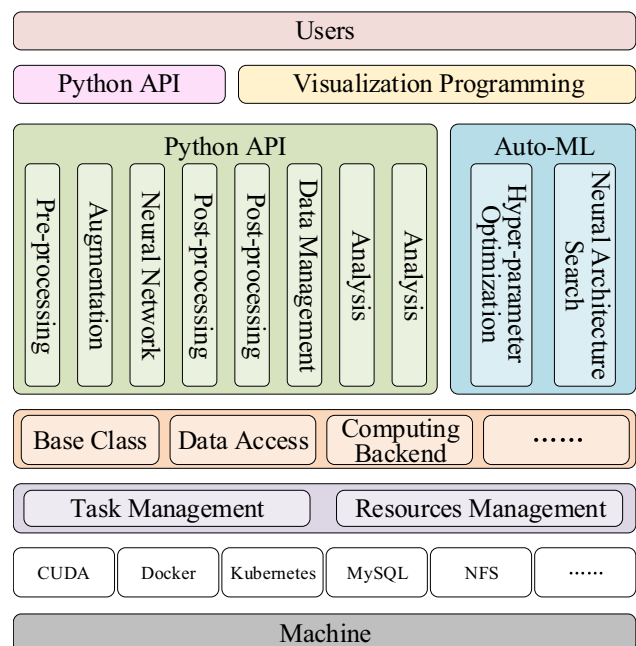 Users
Python API
Visualization Programming
Python API
Pre-processing
Augmentation
Neural Network
Post-processing
Post-processing
Data Management
Analysis
Analysis
Auto-ML
Hyper-parameter
Optimization
Neural Architecture
Search
Base Class
Data Access
Computing
Backend
······
Task Management
Resources Management
CUDA
Docker
Kubernetes
MySQL
NFS
······
Machine